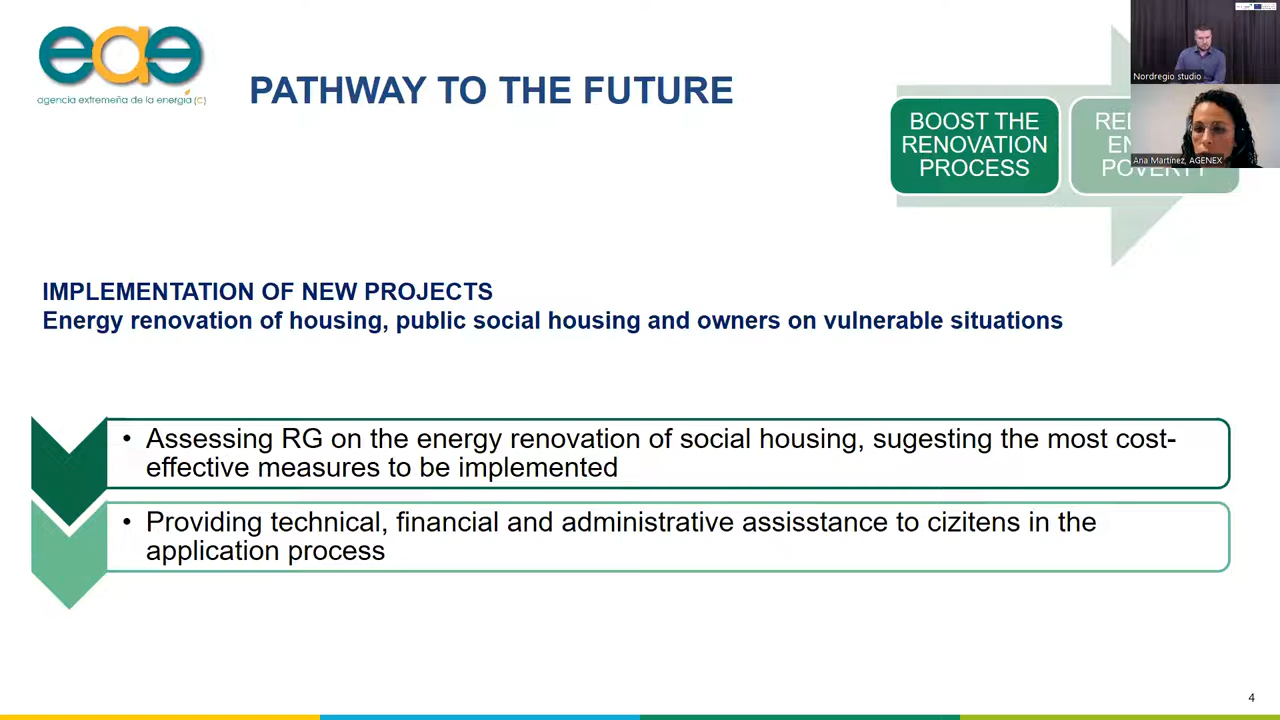 eae
agencia extremeña de la energía (C)
PATHWAY TO THE FUTURE
BOOST THE
RENOVATION
PROCESS
POVERTY
Nordregio studio
Ana Martínez, AGENEX
IMPLEMENTATION OF NEW PROJECTS
Energy renovation of housing, public social housing and owners on vulnerable situations
• Assessing RG on the energy renovation of social housing, sugesting the most cost-
effective measures to be implemented
• Providing technical, financial and administrative assisstance to cizitens in the
application process
4